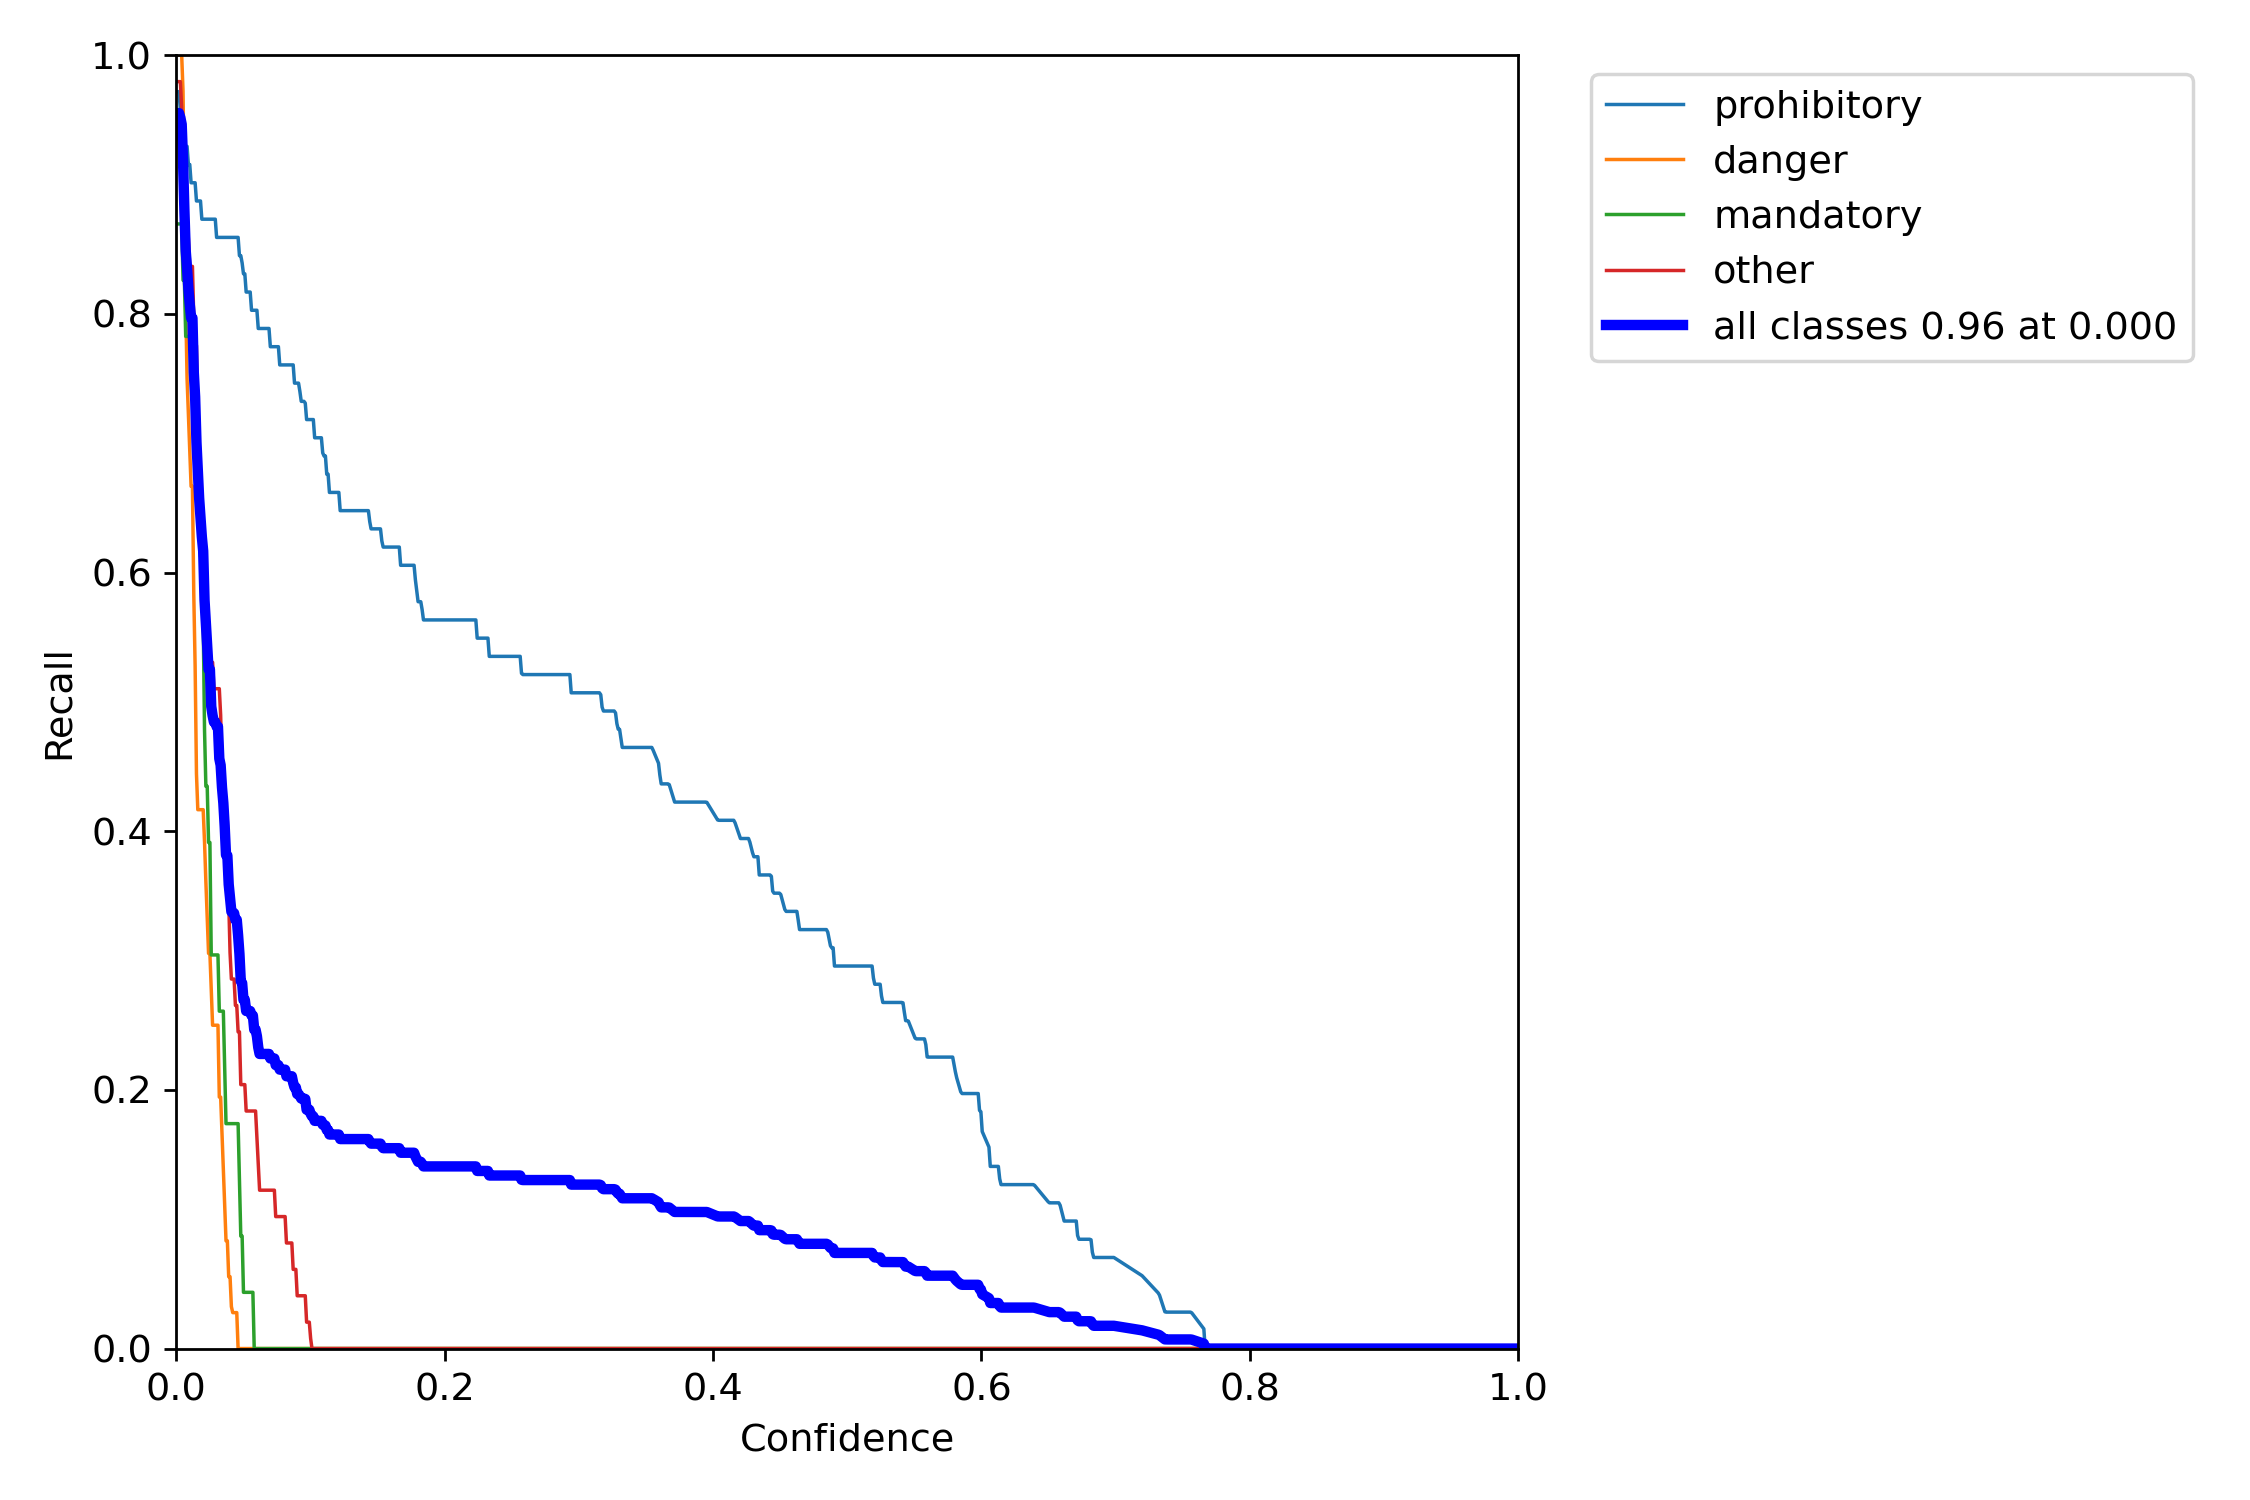 1.0
0.8
0.6
0.4
0.2
0.0
Recall
0.0 0.2 0.4 0.6 0.8 1.0
Confidence
prohibitory
danger
mandatory
other
all classes 0.96 at 0.000